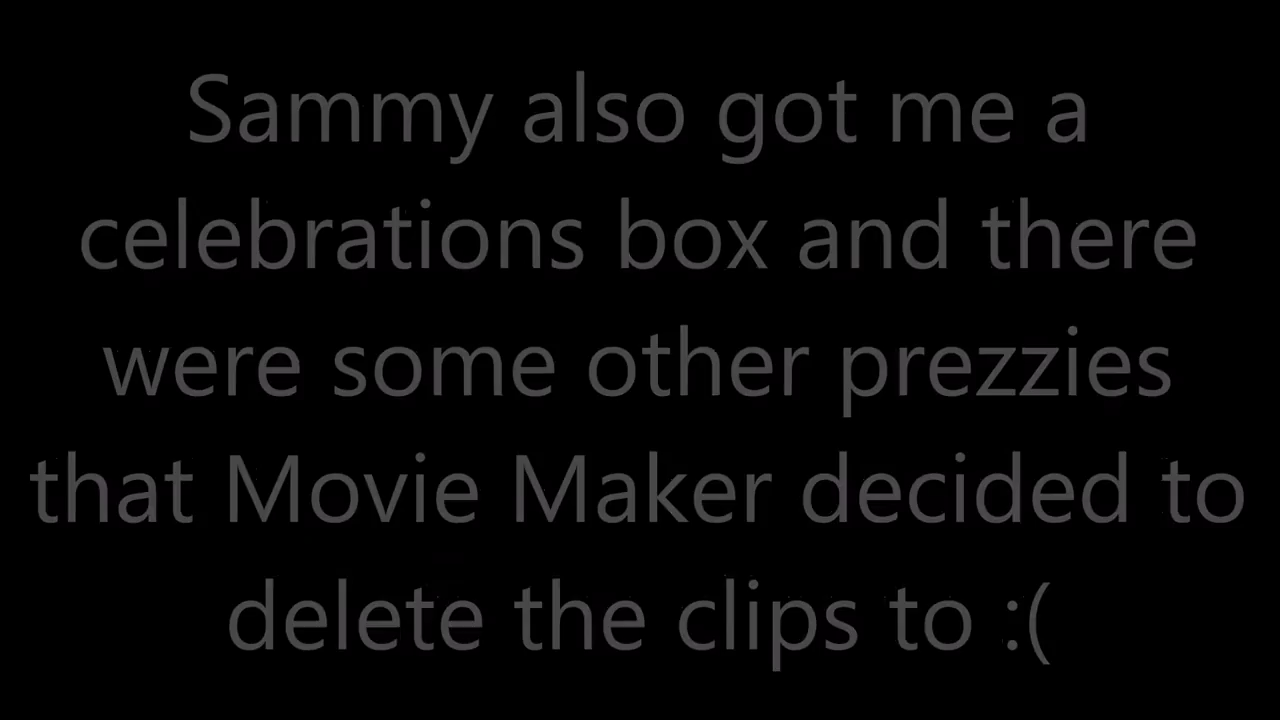 Sammy also got me a
celebrations box and there
were some other prezzies
that Movie Maker decided to
delete the clips to :(